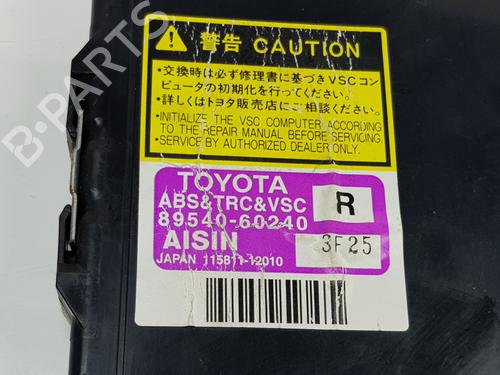 警告 CAUTION
•交換時は必ず修理書に基づきVSCコン
ピュータの初期化を行ってください。
•詳しくはトヨタ販売店にご相談ください。
•INITIALIZE THE VSC COMPUTER ACCORDING
TO THE REPAIR MANUAL BEFORE SERVICING.
•SERVICE BY AUTHORIZED DEALER ONLY.
TOYOTA
ABS&TRC&VSC
89540-60240
R
AISIN
3F25
JAPAN 115811-12010
B-PARTS